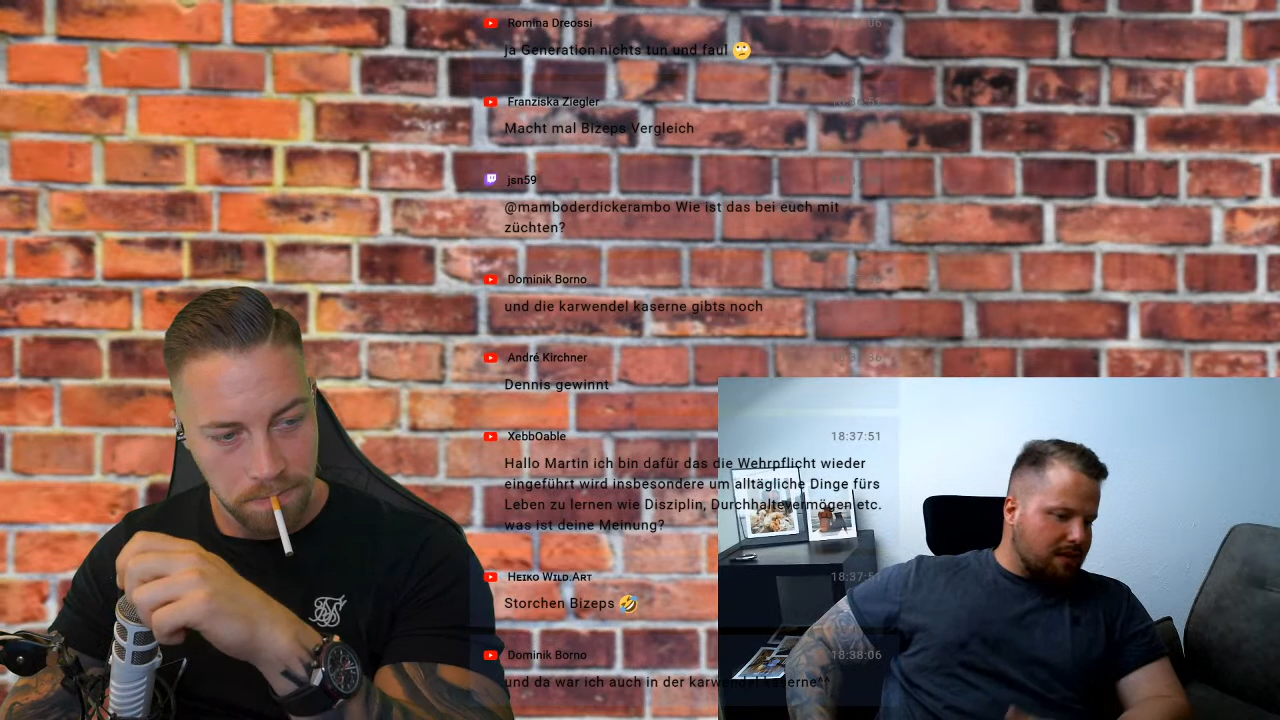 Romina Dreossi
ja Generation nichts tun und faul 🙄
Franziska Ziegler
Macht mal Bizeps Vergleich
jsn59
@mamboderdickerambo Wie ist das bei euch mit
züchten?
Dominik Borno
und die karwendel kaserne gibts noch
André Kirchner
Dennis gewinnt
XebbOable 18:37:51
Hallo Martin ich bin dafür das die Wehrpflicht wieder
eingeführt wird insbesondere um alltägliche Dinge fürs
Leben zu lernen wie Disziplin, Durchhaltevermögen etc.
was ist deine Meinung?
Heiko Wild.Art 18:37:51
Storchen Bizeps 🤣
Dominik Borno 18:38:06
und da war ich auch in der karwendel kaserne^^